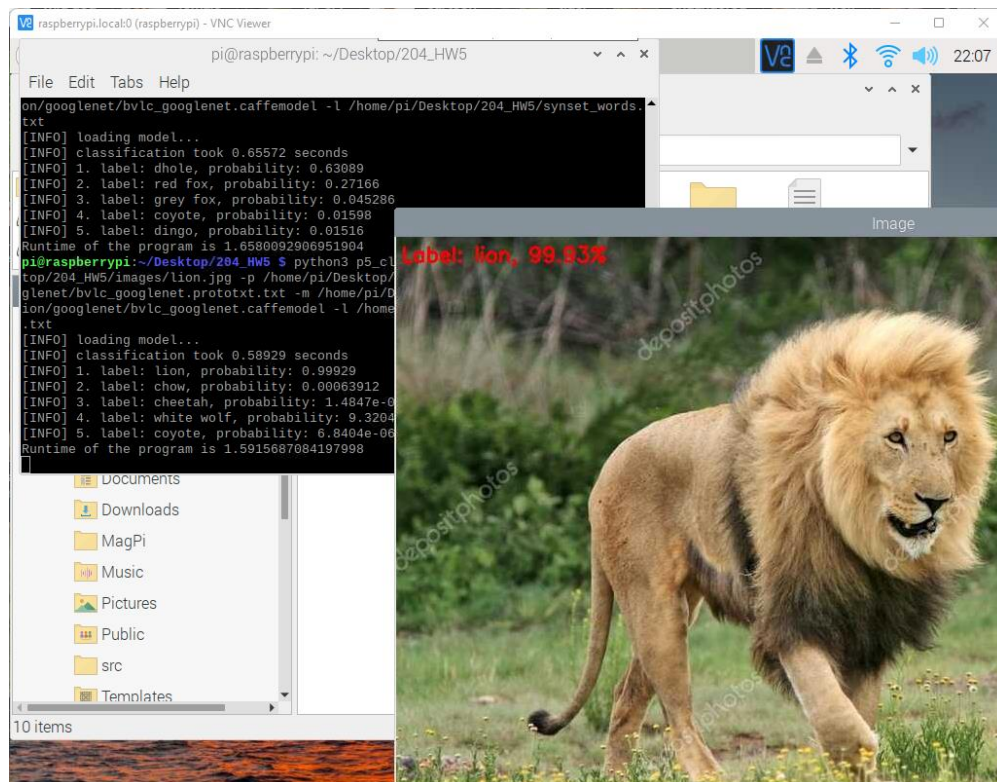 raspberrypi.local:0 (raspberrypi) - VNC Viewer
pi@raspberrypi: ~/Desktop/204_HW5
22:07
File Edit Tabs Help
on/googlenet/bvlc_googlenet.caffemodel -l /home/pi/Desktop/204_HW5/synset_words.
txt
[INFO] loading model...
[INFO] classification took 0.65572 seconds
[INFO] 1. label: dhole, probability: 0.63089
[INFO] 2. label: red fox, probability: 0.27166
[INFO] 3. label: grey fox, probability: 0.045286
[INFO] 4. label: coyote, probability: 0.01598
[INFO] 5. label: dingo, probability: 0.01516
Runtime of the program is 1.6580092906951904
pi@raspberrypi:~/Desktop/204_HW5 $ python3 p5_cl
top/204_HW5/images/lion.jpg -p /home/pi/Desktop/
glenet/bvlc_googlenet.prototxt.txt -m /home/pi/D
ion/googlenet/bvlc_googlenet.caffemodel -l /home
.txt
[INFO] loading model...
[INFO] classification took 0.58929 seconds
[INFO] 1. label: lion, probability: 0.99929
[INFO] 2. label: chow, probability: 0.00063912
[INFO] 3. label: cheetah, probability: 1.4847e-0
[INFO] 4. label: white wolf, probability: 9.3204
[INFO] 5. label: coyote, probability: 6.8404e-06
Runtime of the program is 1.5915687084197998
Image
Label: lion, 99.93%
depositphotos
depositphotos
depositphotos
depositphotos
Documents
Downloads
MagPi
Music
Pictures
Public
src
Templates
10 items